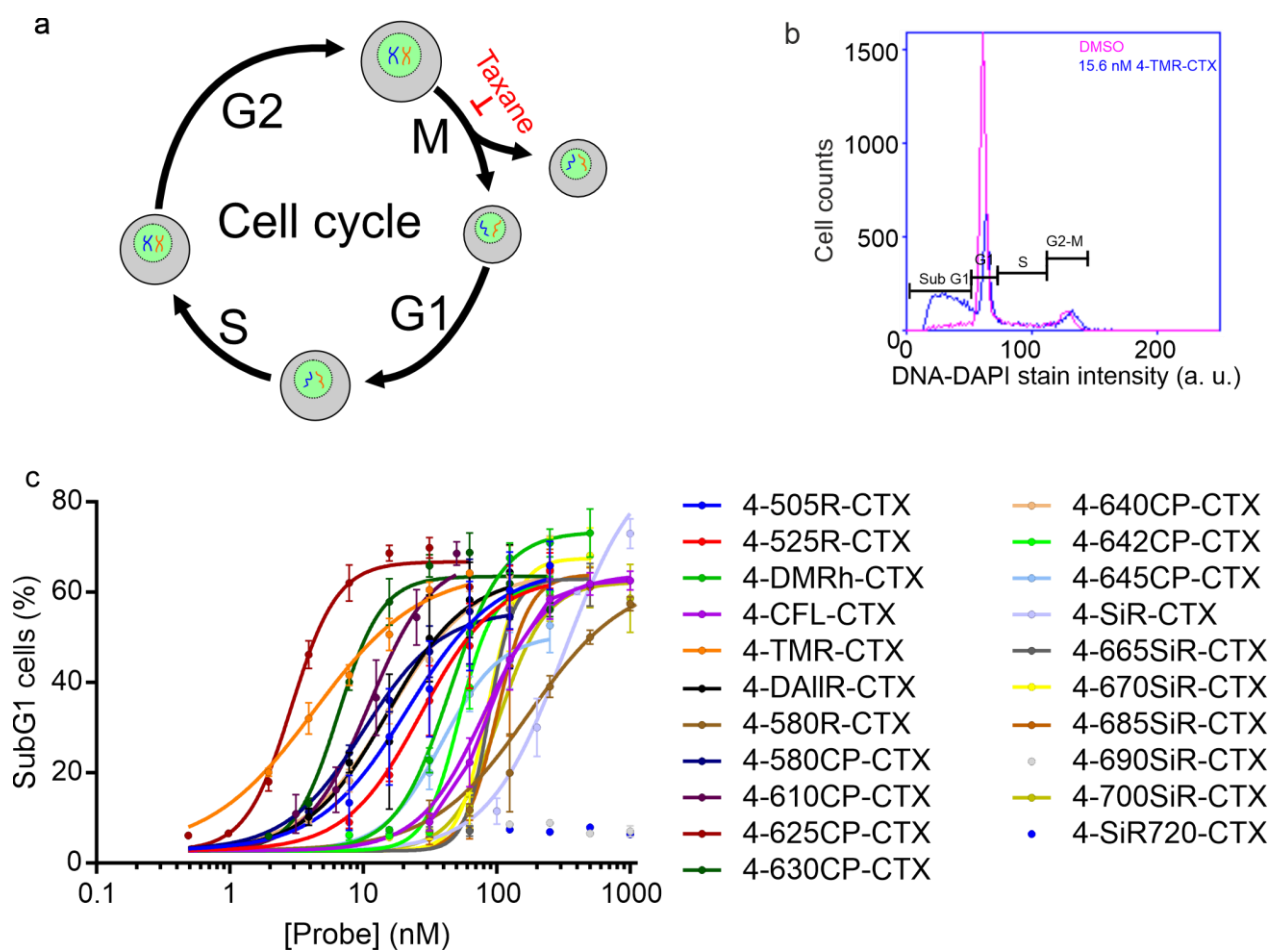 a
G2
M
Taxane
Cell cycle
S
G1
b
1500
1000
500
0
Cell counts
DMSO
15.6 nM 4-TMR-CTX
Sub G1
G1
S
G2-M
0
100
200
DNA-DAPI stain intensity (a. u.)
c
80
60
40
20
0
SubG1 cells (%)
0.1
1
10
100
1000
[Probe] (nM)
4-505R-CTX
4-525R-CTX
4-DMRh-CTX
4-CFL-CTX
4-TMR-CTX
4-DAllR-CTX
4-580R-CTX
4-580CP-CTX
4-610CP-CTX
4-625CP-CTX
4-630CP-CTX
4-640CP-CTX
4-642CP-CTX
4-645CP-CTX
4-SiR-CTX
4-665SiR-CTX
4-670SiR-CTX
4-685SiR-CTX
4-690SiR-CTX
4-700SiR-CTX
4-SiR720-CTX